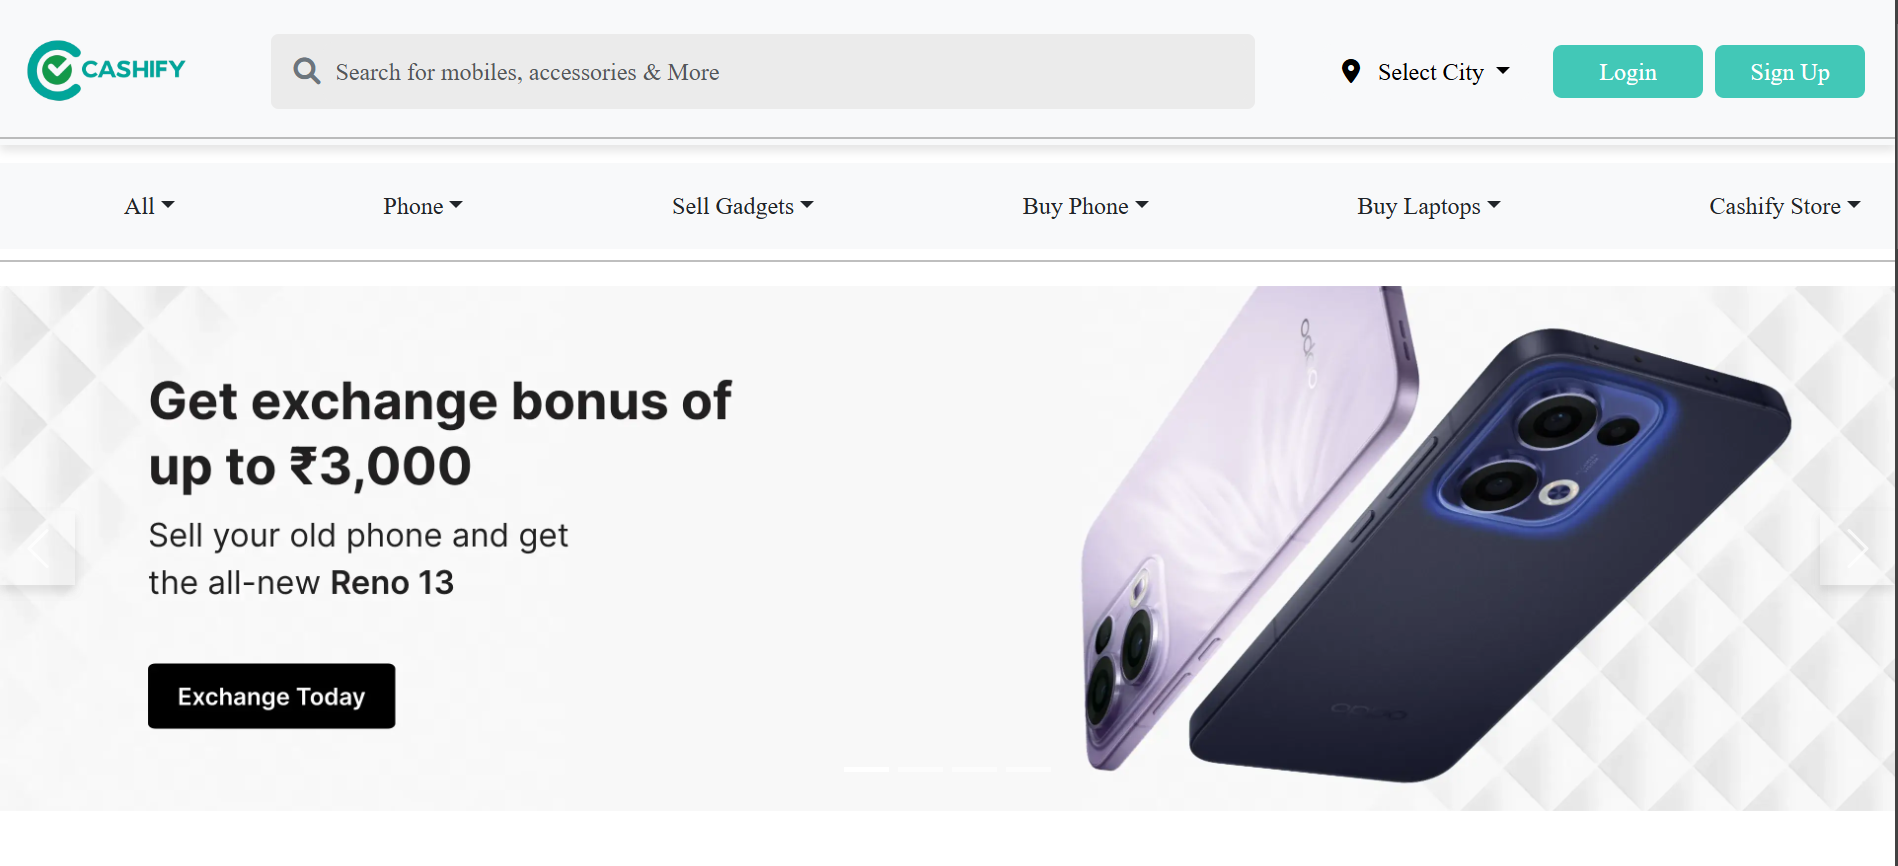 CASHIFY
Search for mobiles, accessories & More
Select City
Login
Sign Up
All
Phone
Sell Gadgets
Buy Phone
Buy Laptops
Cashify Store
Get exchange bonus of
up to ₹3,000
Sell your old phone and get
the all-new Reno 13
Exchange Today
oppo
oppo